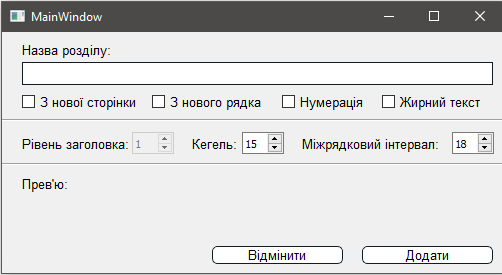 MainWindow
Назва розділу:
З нової сторінки З нового рядка Нумерація Жирний текст
Рівень заголовка: 1 Кегель: 15 Міжрядковий інтервал: 18
Прев'ю:
Відмінити Додати